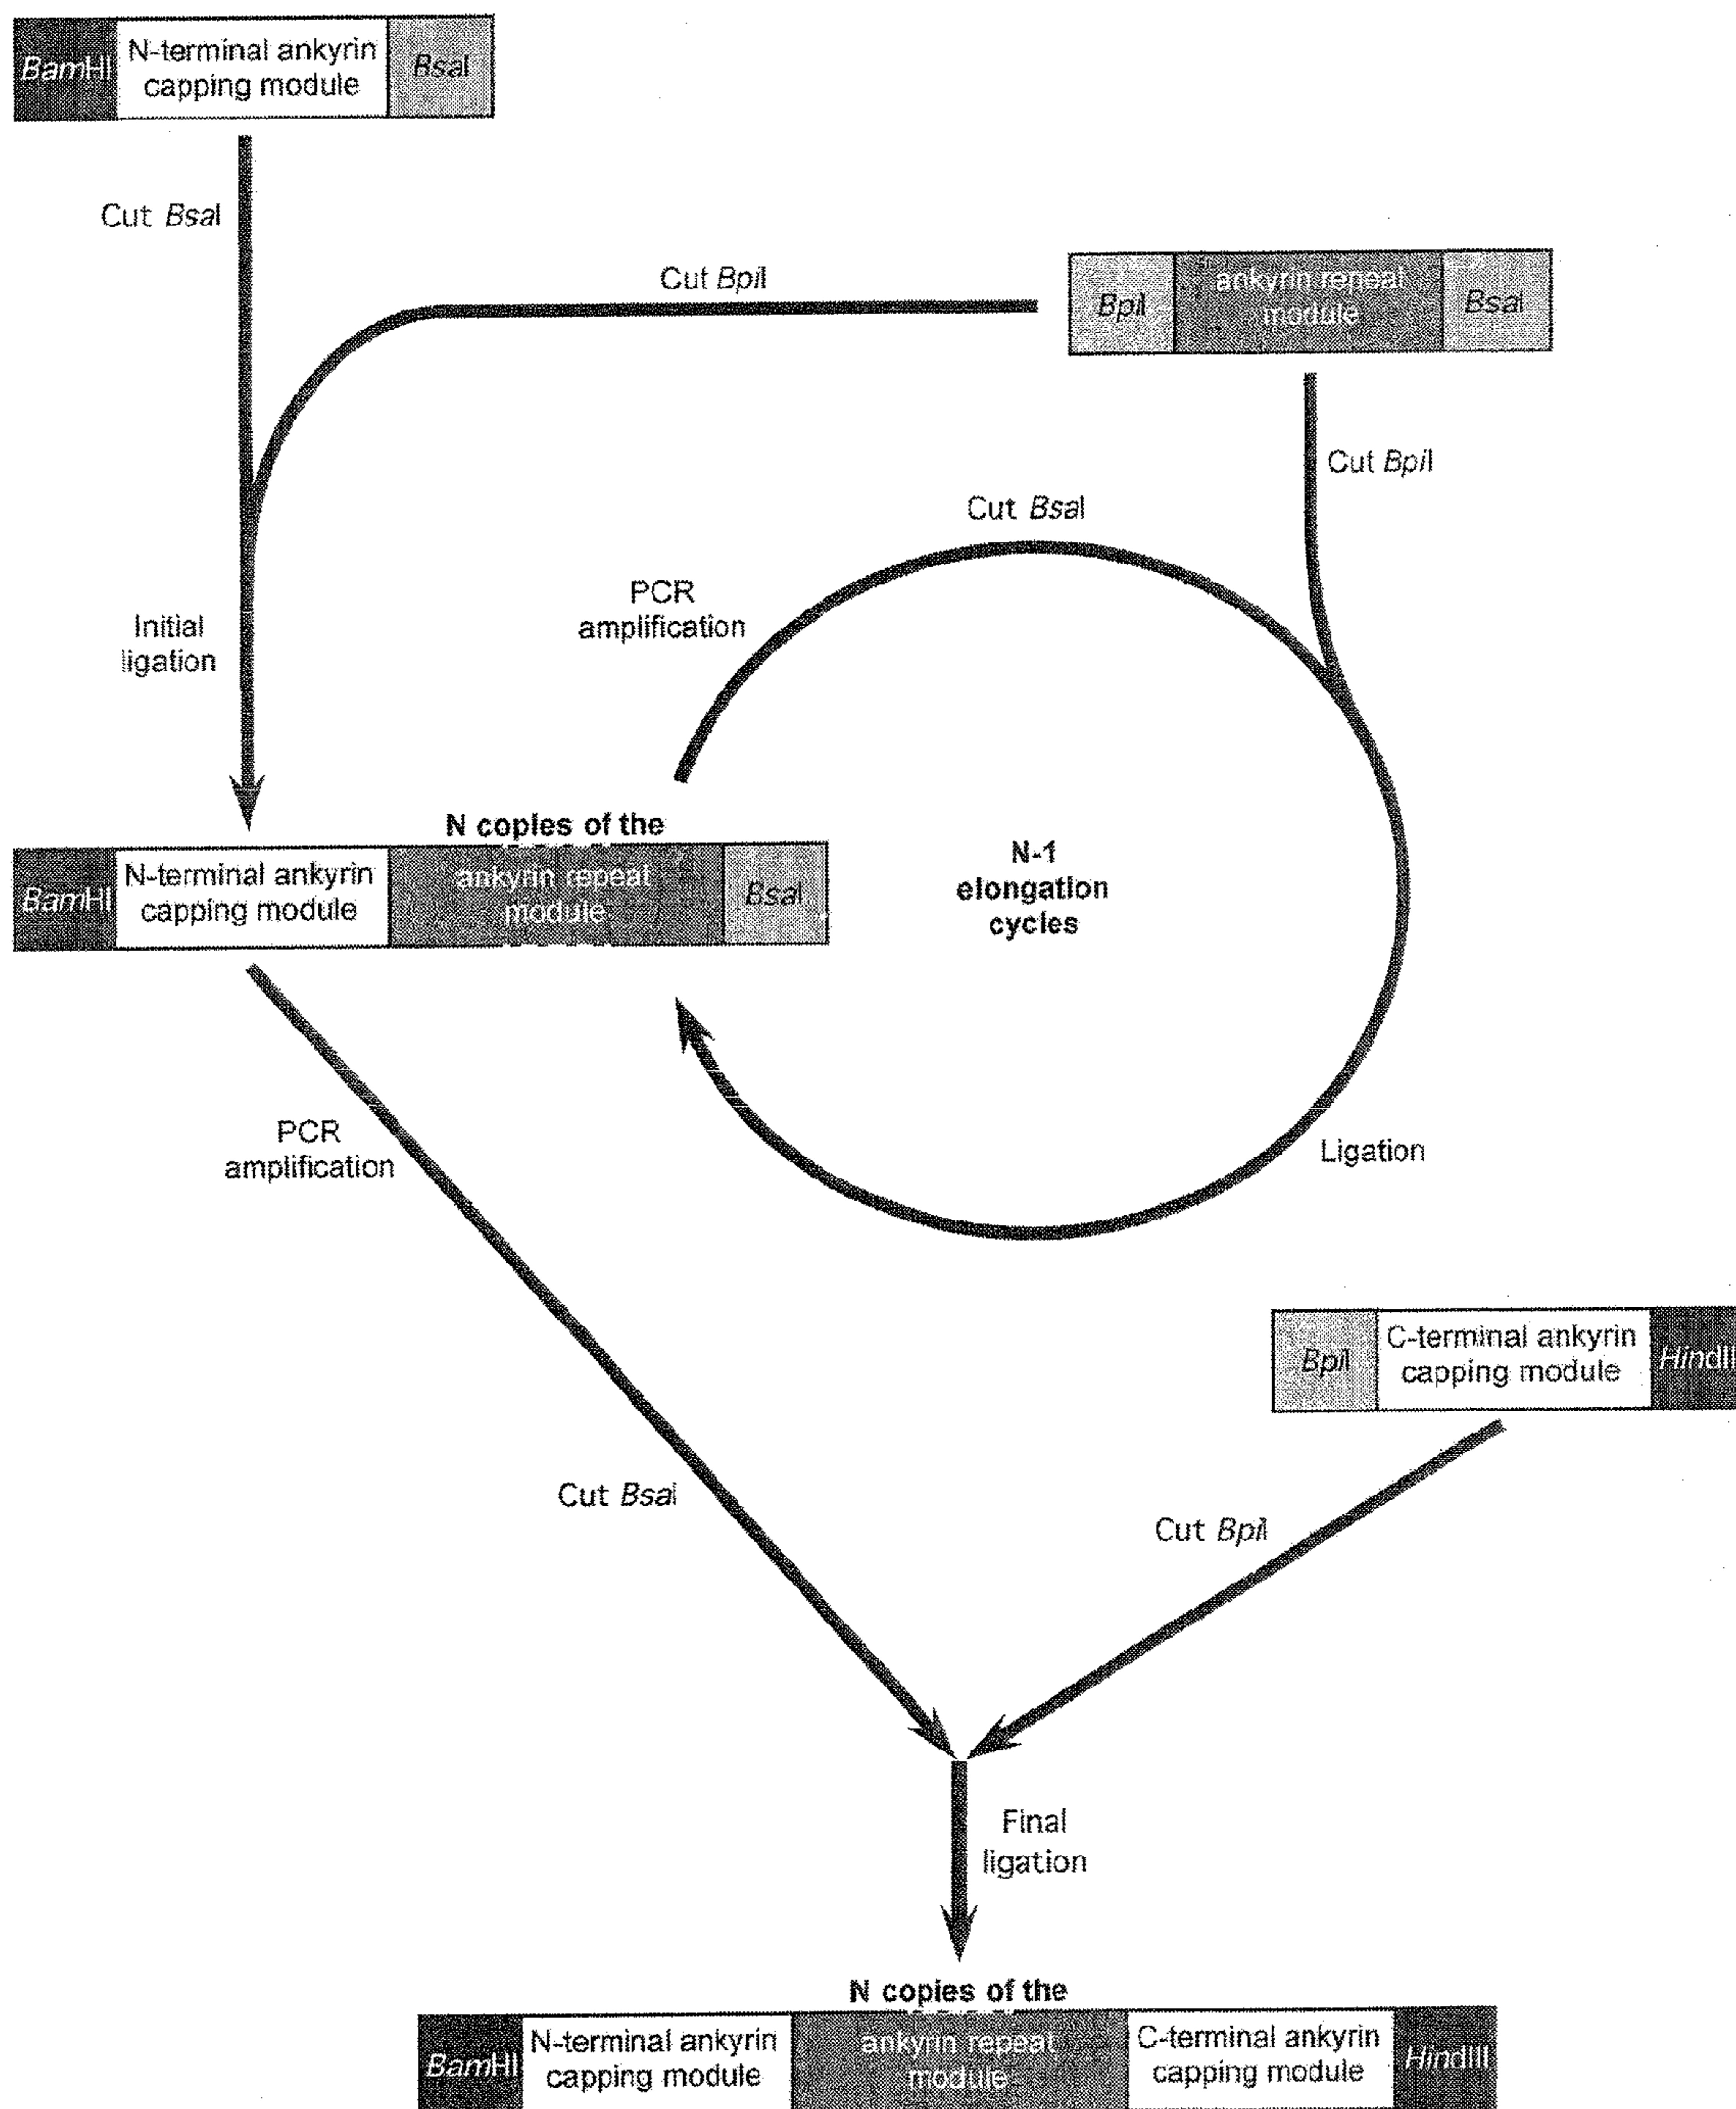 BamHI
N-terminal ankyrin
capping module
BsaI
Cut BsaI
Cut BpiI
BpiI
ankyrin repeat
module
BsaI
Cut BpiI
Cut BsaI
PCR
amplification
Initial
ligation
N copies of the
BamHI
N-terminal ankyrin
capping module
ankyrin repeat
module
BsaI
N-1
elongation
cycles
PCR
amplification
Ligation
BpiI
C-terminal ankyrin
capping module
HindIII
Cut BsaI
Cut BpiI
Final
ligation
N copies of the
BamHI
N-terminal ankyrin
capping module
ankyrin repeat
module
C-terminal ankyrin
capping module
HindIII